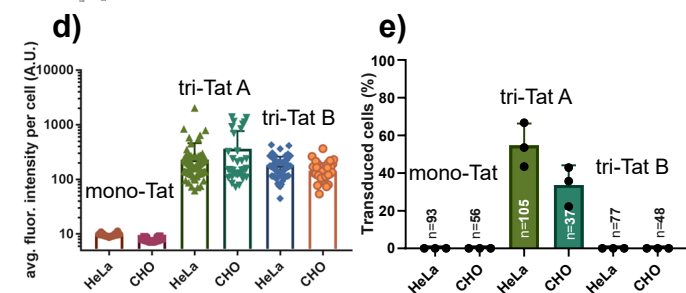 d)
avg. fluor. intensity per cell (A.U.)
10000
1000
100
10
mono-Tat
tri-Tat A
tri-Tat B
HeLa
CHO
HeLa
CHO
HeLa
CHO
e)
Transduced cells (%)
100
80
60
40
20
0
mono-Tat
tri-Tat A
tri-Tat B
n=93
n=56
n=105
n=37
n=77
n=48
HeLa
CHO
HeLa
CHO
HeLa
CHO